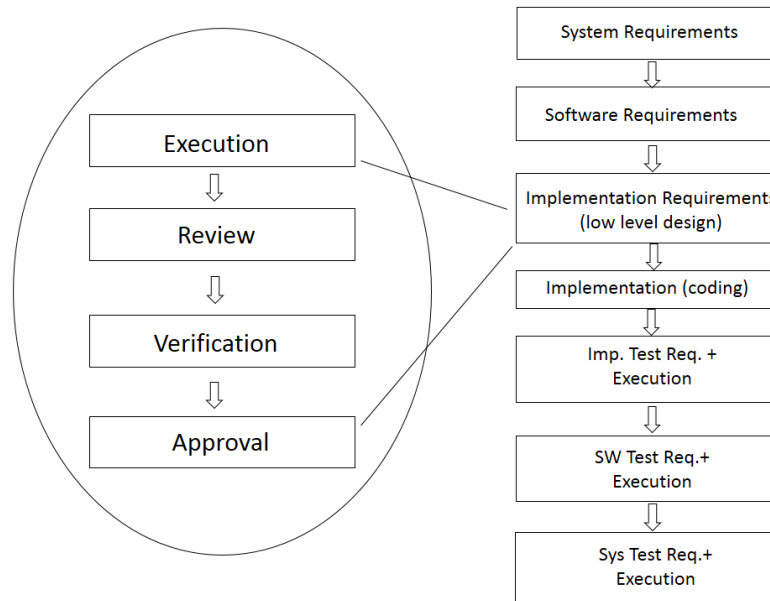 Execution
Review
Verification
Approval
System Requirements
Software Requirements
Implementation Requirements
(low level design)
Implementation (coding)
Imp. Test Req. +
Execution
SW Test Req.+
Execution
Sys Test Req.+
Execution